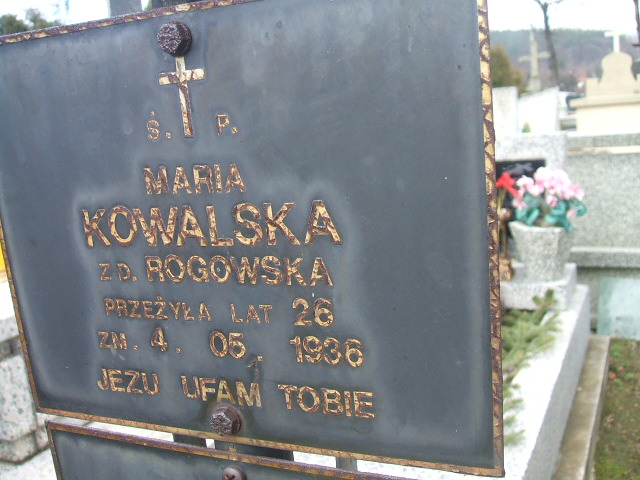 Ś. P.
MARIA
KOWALSKA
Z D. ROGOWSKA
PRZEŻYŁA LAT 26
ZM. 4. 05. 1936
JEZU UFAM TOBIE